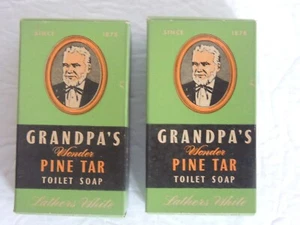 SINCE 1878
GRANDPA'S
Wonder
PINE TAR
TOILET SOAP
Lathers White
SINCE 1878
GRANDPA'S
Wonder
PINE TAR
TOILET SOAP
Lathers White